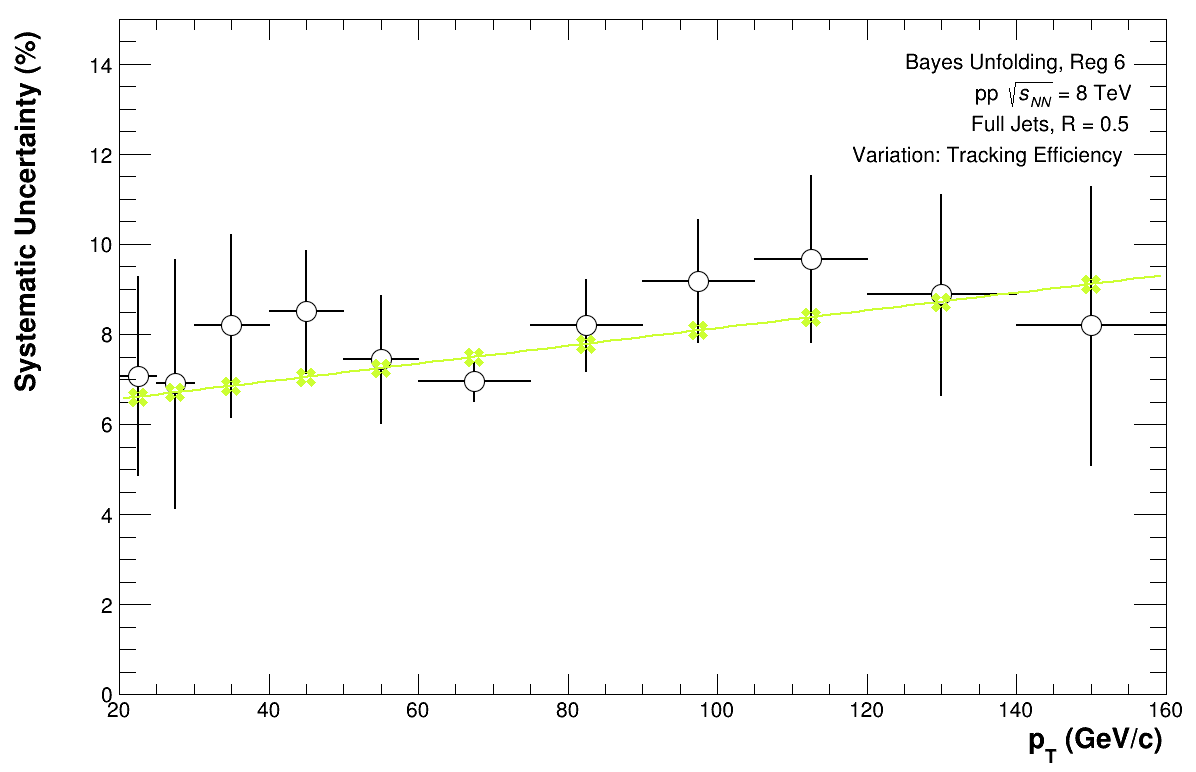 Systematic Uncertainty (%)
14
12
10
8
6
4
2
0
Bayes Unfolding, Reg 6
pp √s_NN = 8 TeV
Full Jets, R = 0.5
Variation: Tracking Efficiency
20 40 60 80 100 120 140 160
p_T (GeV/c)